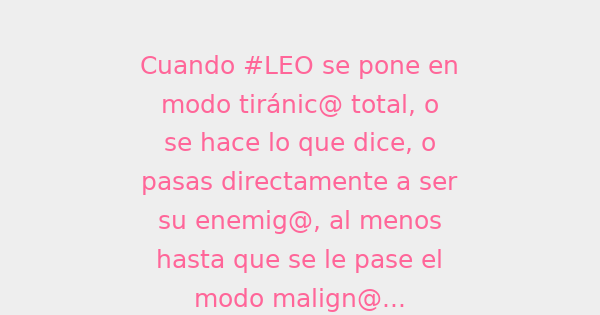 Cuando #LEO se pone en
modo tiránic@ total, o
se hace lo que dice, o
pasas directamente a ser
su enemig@, al menos
hasta que se le pase el
modo malign@...